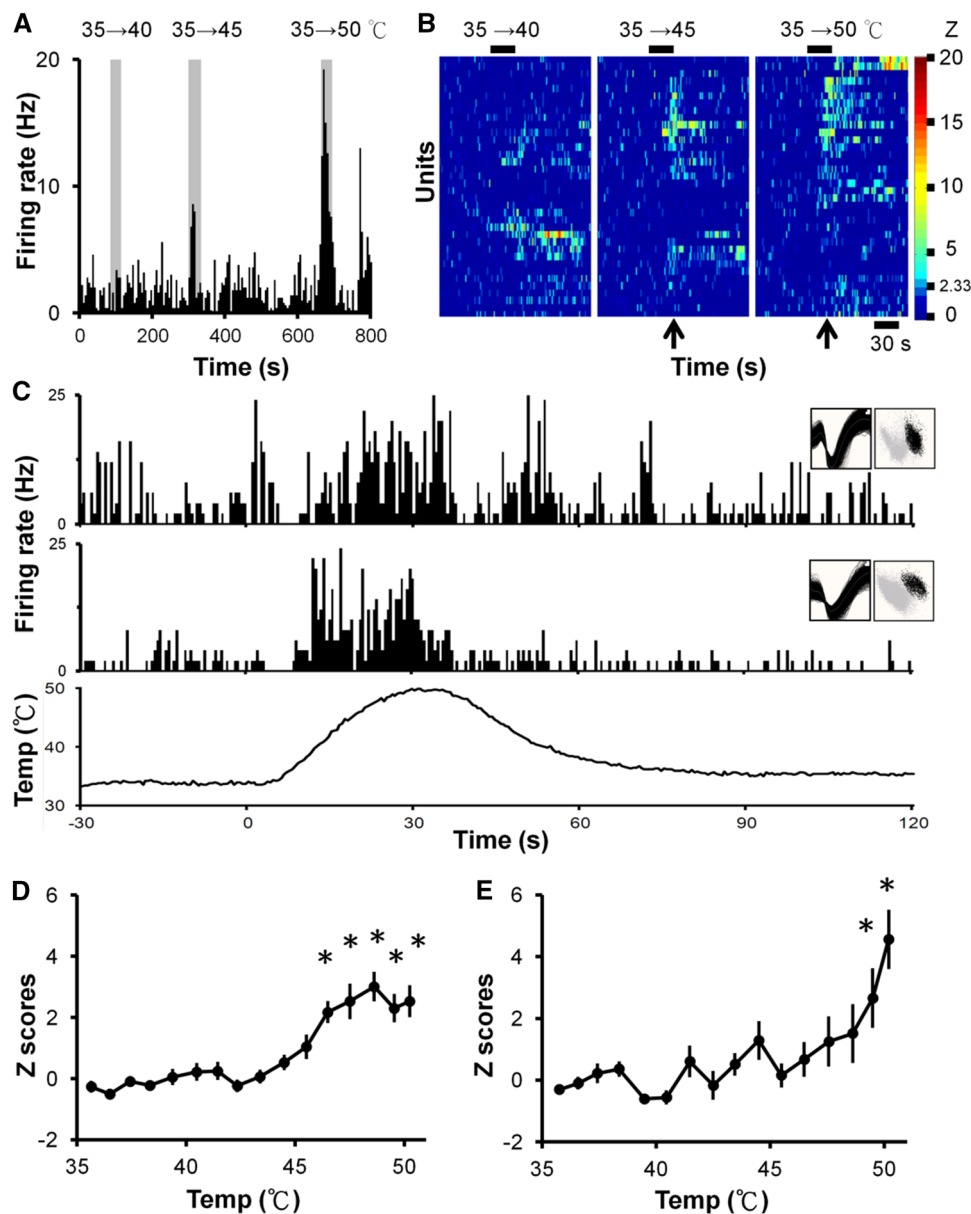 A
35→40 35→45 35→50 ℃
Firing rate (Hz)
20
10
0
0 200 400 600 800
Time (s)
B
35→40 35→45 35→50 ℃
Z
Units
20
15
10
5
2.33
0
30 s
Time (s)
C
Firing rate (Hz)
25
0
Firing rate (Hz)
25
0
Temp (℃)
50
40
30
-30 0 30 60 90 120
Time (s)
D
Z scores
6
4
2
0
-2
* * * * *
35 40 45 50
Temp (℃)
E
Z scores
6
4
2
0
-2
* *
35 40 45 50
Temp (℃)